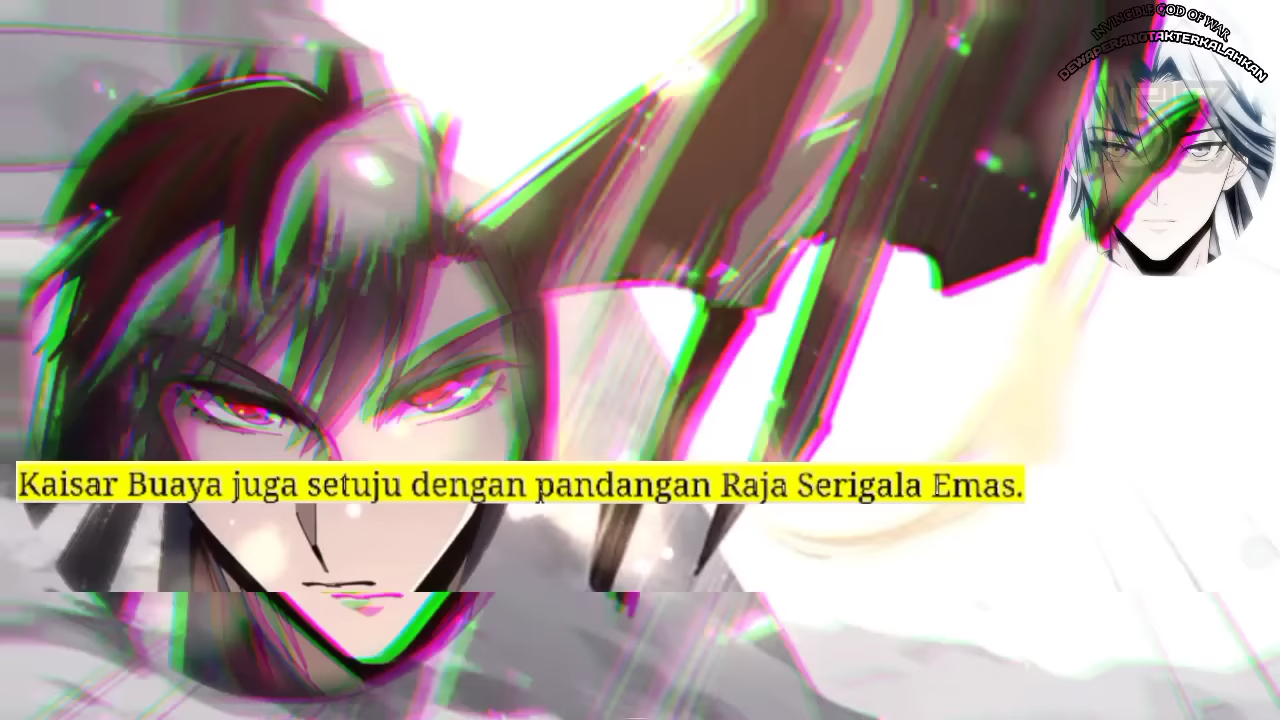 INVINCIBLE GOD OF WAR
DEWAPERANGTAKTERKALAHKAN
Kaisar Buaya juga setuju dengan pandangan Raja Serigala Emas.